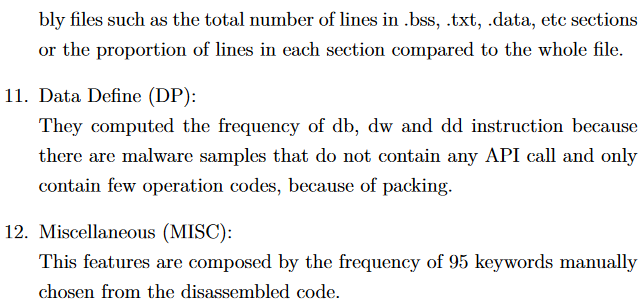 bly files such as the total number of lines in .bss, .txt, .data, etc sections
or the proportion of lines in each section compared to the whole file.
11. Data Define (DP):
They computed the frequency of db, dw and dd instruction because
there are malware samples that do not contain any API call and only
contain few operation codes, because of packing.
12. Miscellaneous (MISC):
This features are composed by the frequency of 95 keywords manually
chosen from the disassembled code.